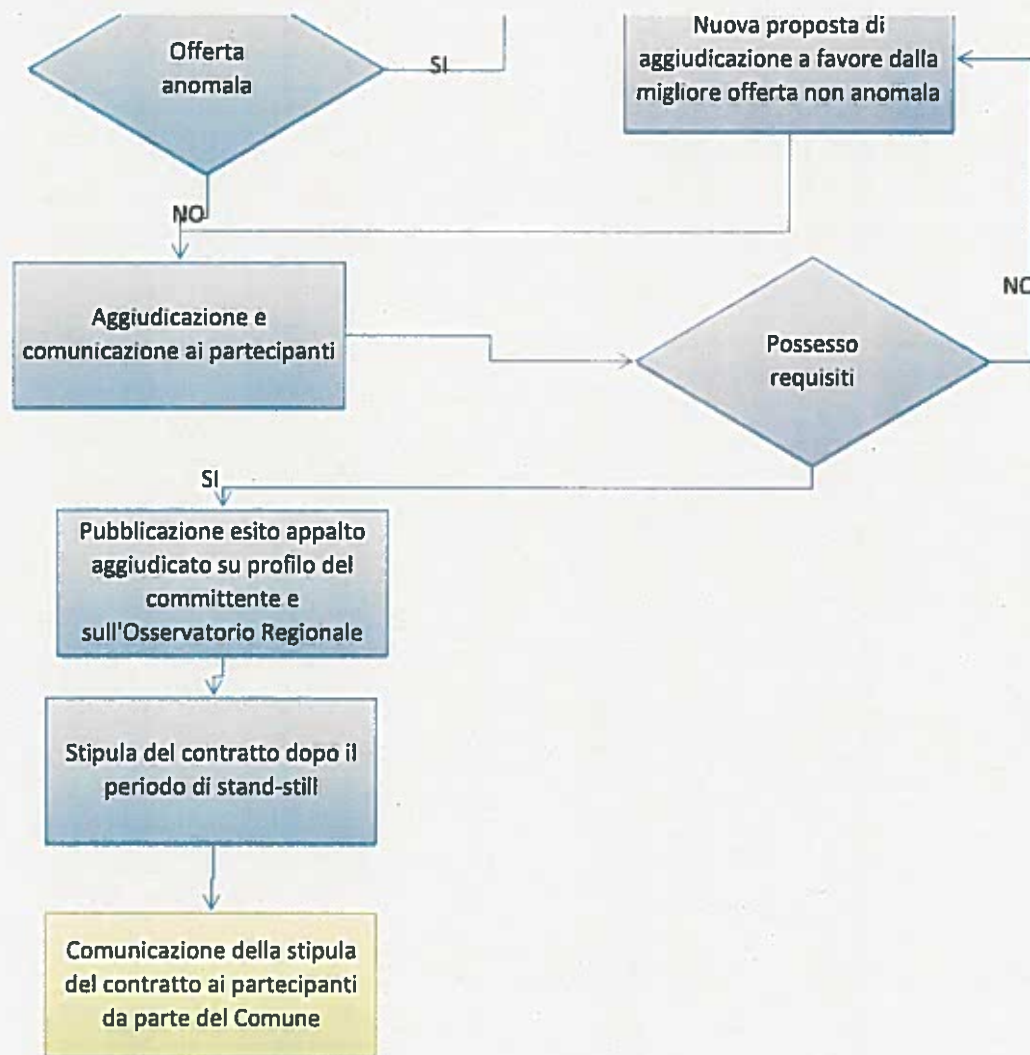 Offerta
anomala
SI
Nuova proposta di
aggiudicazione a favore dalla
migliore offerta non anomala
NO
Aggiudicazione e
comunicazione ai partecipanti
Possesso
requisiti
NO
SI
Pubblicazione esito appalto
aggiudicato su profilo del
committente e
sull'Osservatorio Regionale
Stipula del contratto dopo il
periodo di stand-still
Comunicazione della stipula
del contratto ai partecipanti
da parte del Comune